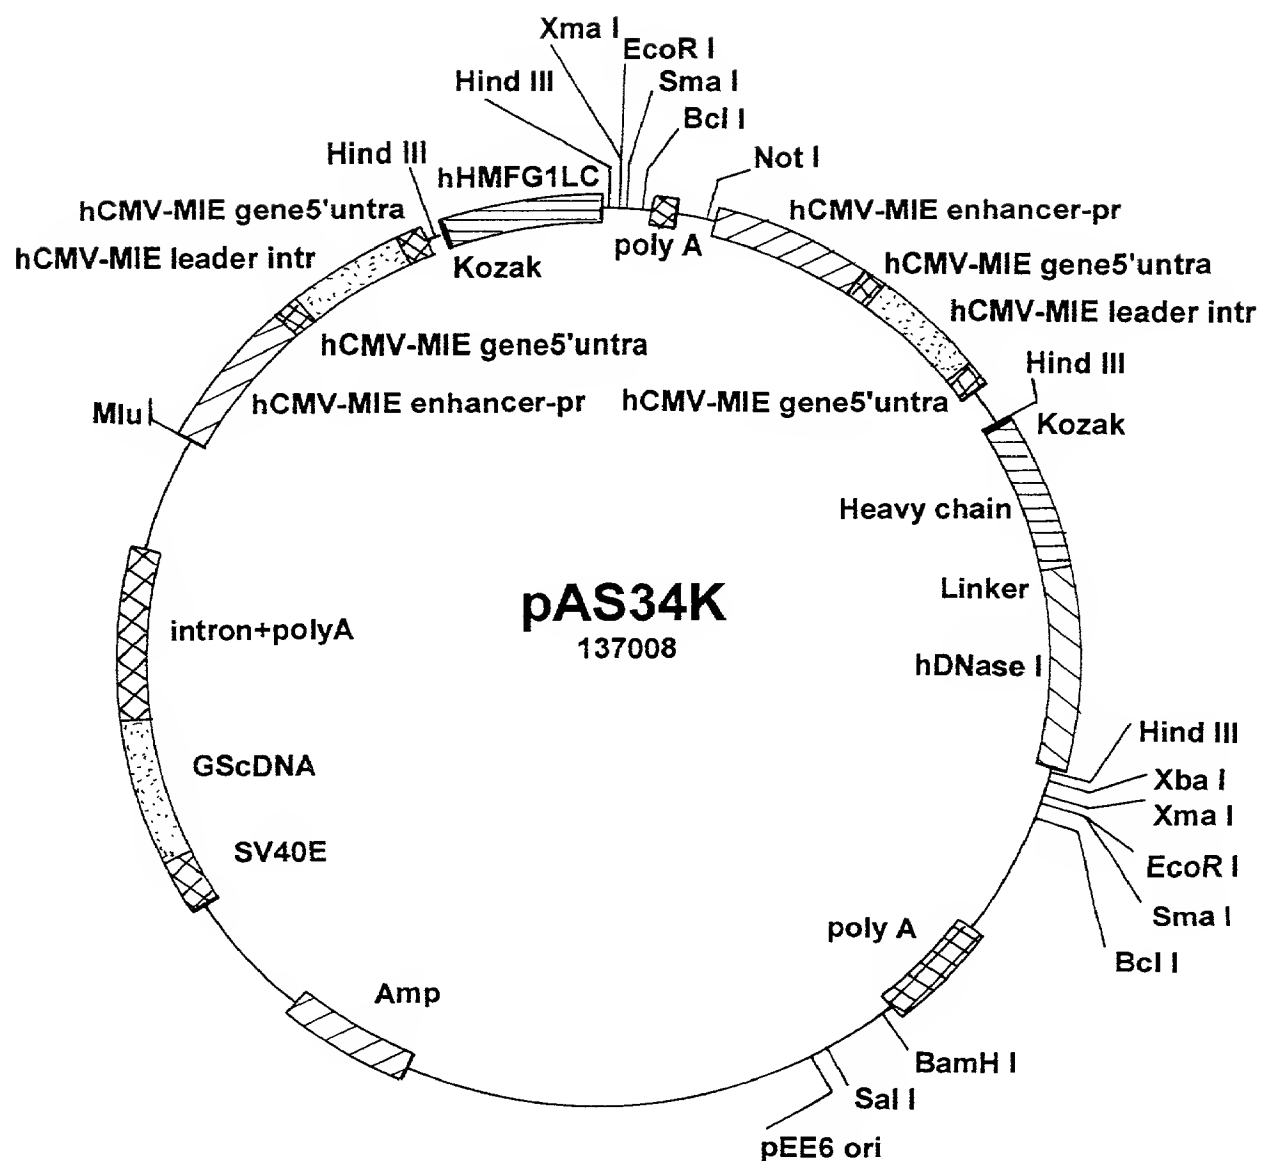 Xma I
EcoR I
Hind III
Sma I
Bcl I
Hind III
Not I
hHMFG1LC
hCMV-MIE gene5'untra
hCMV-MIE enhancer-pr
poly A
hCMV-MIE leader intr
Kozak
hCMV-MIE gene5'untra
hCMV-MIE leader intr
hCMV-MIE gene5'untra
Hind III
Mlu I
hCMV-MIE enhancer-pr
hCMV-MIE gene5'untra
Kozak
Heavy chain
Linker
pAS34K
137008
intron+polyA
hDNase I
Hind III
GScDNA
Xba I
Xma I
SV40E
EcoR I
Sma I
poly A
Bcl I
Amp
BamH I
Sal I
pEE6 ori